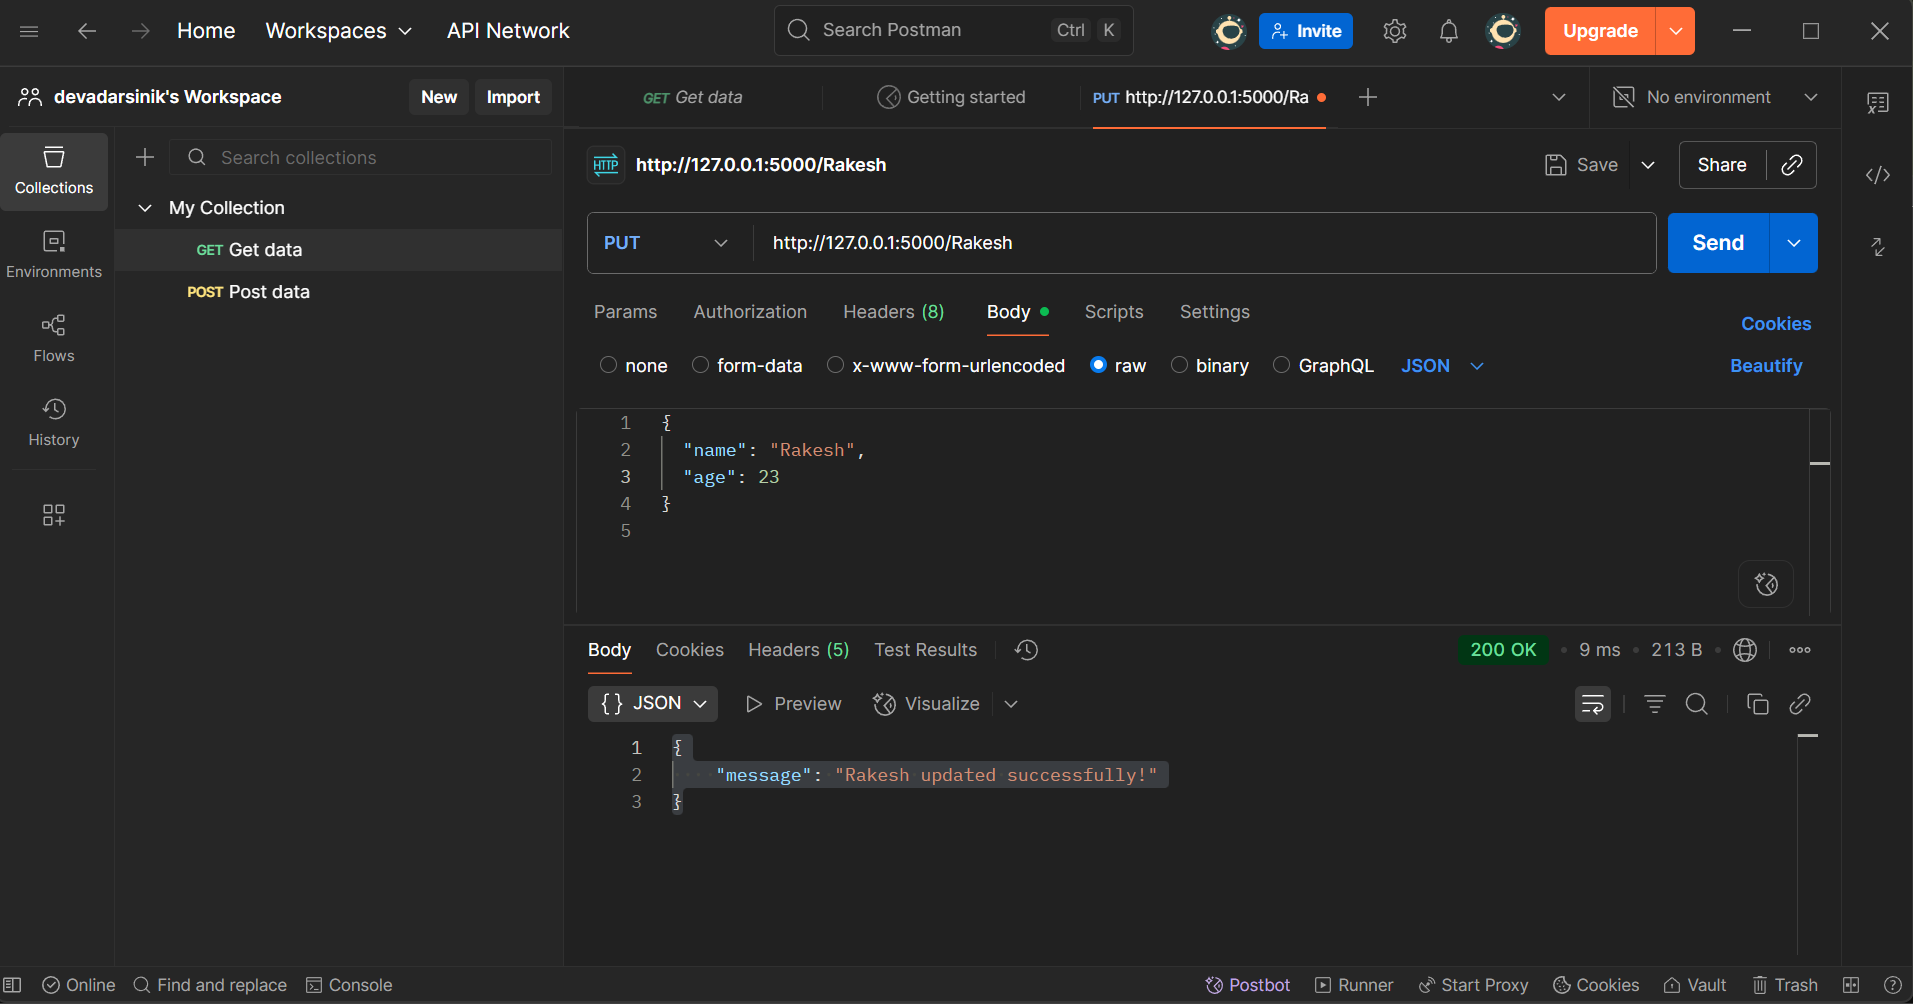 Home Workspaces API Network Search Postman Ctrl K Invite Upgrade
devadarsinik's Workspace New Import GET Get data Getting started PUT http://127.0.0.1:5000/Ra No environment
Collections
Environments
Flows
History
Search collections
My Collection
GET Get data
POST Post data
HTTP http://127.0.0.1:5000/Rakesh Save Share
PUT http://127.0.0.1:5000/Rakesh Send
Params Authorization Headers (8) Body Scripts Settings Cookies
none form-data x-www-form-urlencoded raw binary GraphQL JSON Beautify
1 {
2 "name": "Rakesh",
3 "age": 23
4 }
5
Body Cookies Headers (5) Test Results 200 OK • 9 ms • 213 B •
{} JSON Preview Visualize
1 {
2 "message": "Rakesh updated successfully!"
3 }
Online Find and replace Console Postbot Runner Start Proxy Cookies Vault Trash